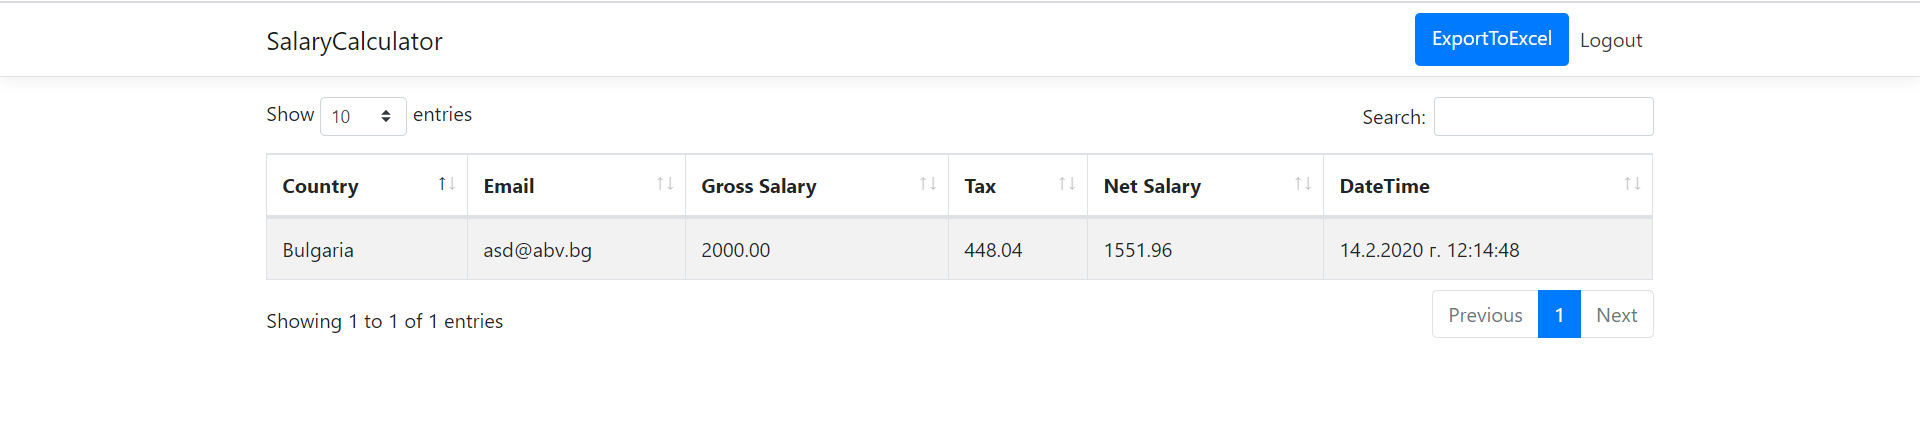 SalaryCalculator ExportToExcel Logout
Show 10 entries Search:
Country Email Gross Salary Tax Net Salary DateTime
Bulgaria asd@abv.bg 2000.00 448.04 1551.96 14.2.2020 г. 12:14:48
Showing 1 to 1 of 1 entries Previous 1 Next